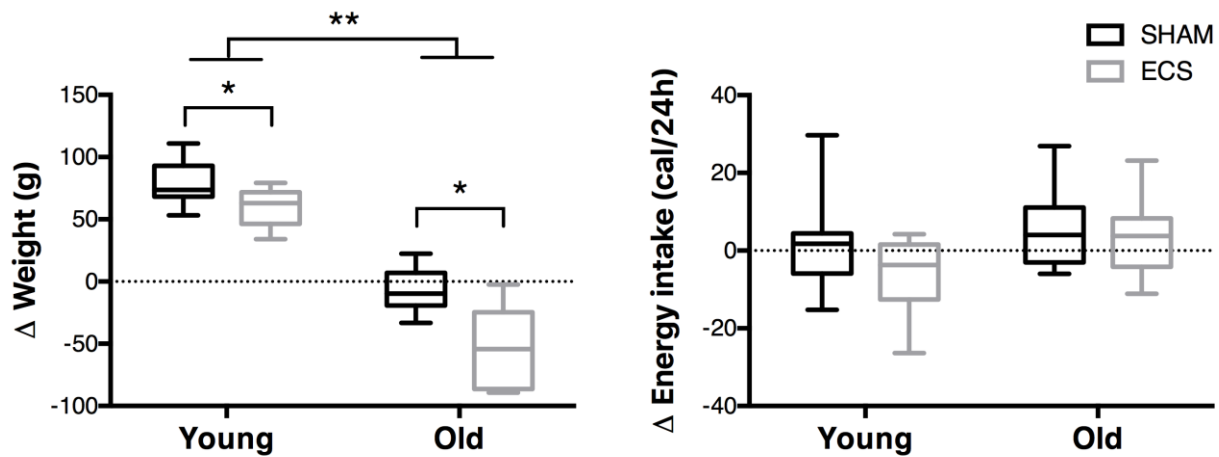 **
*
*
Δ Weight (g)
150
100
50
0
-50
-100
Young
Old
SHAM
ECS
Δ Energy intake (cal/24h)
40
20
0
-20
-40
Young
Old